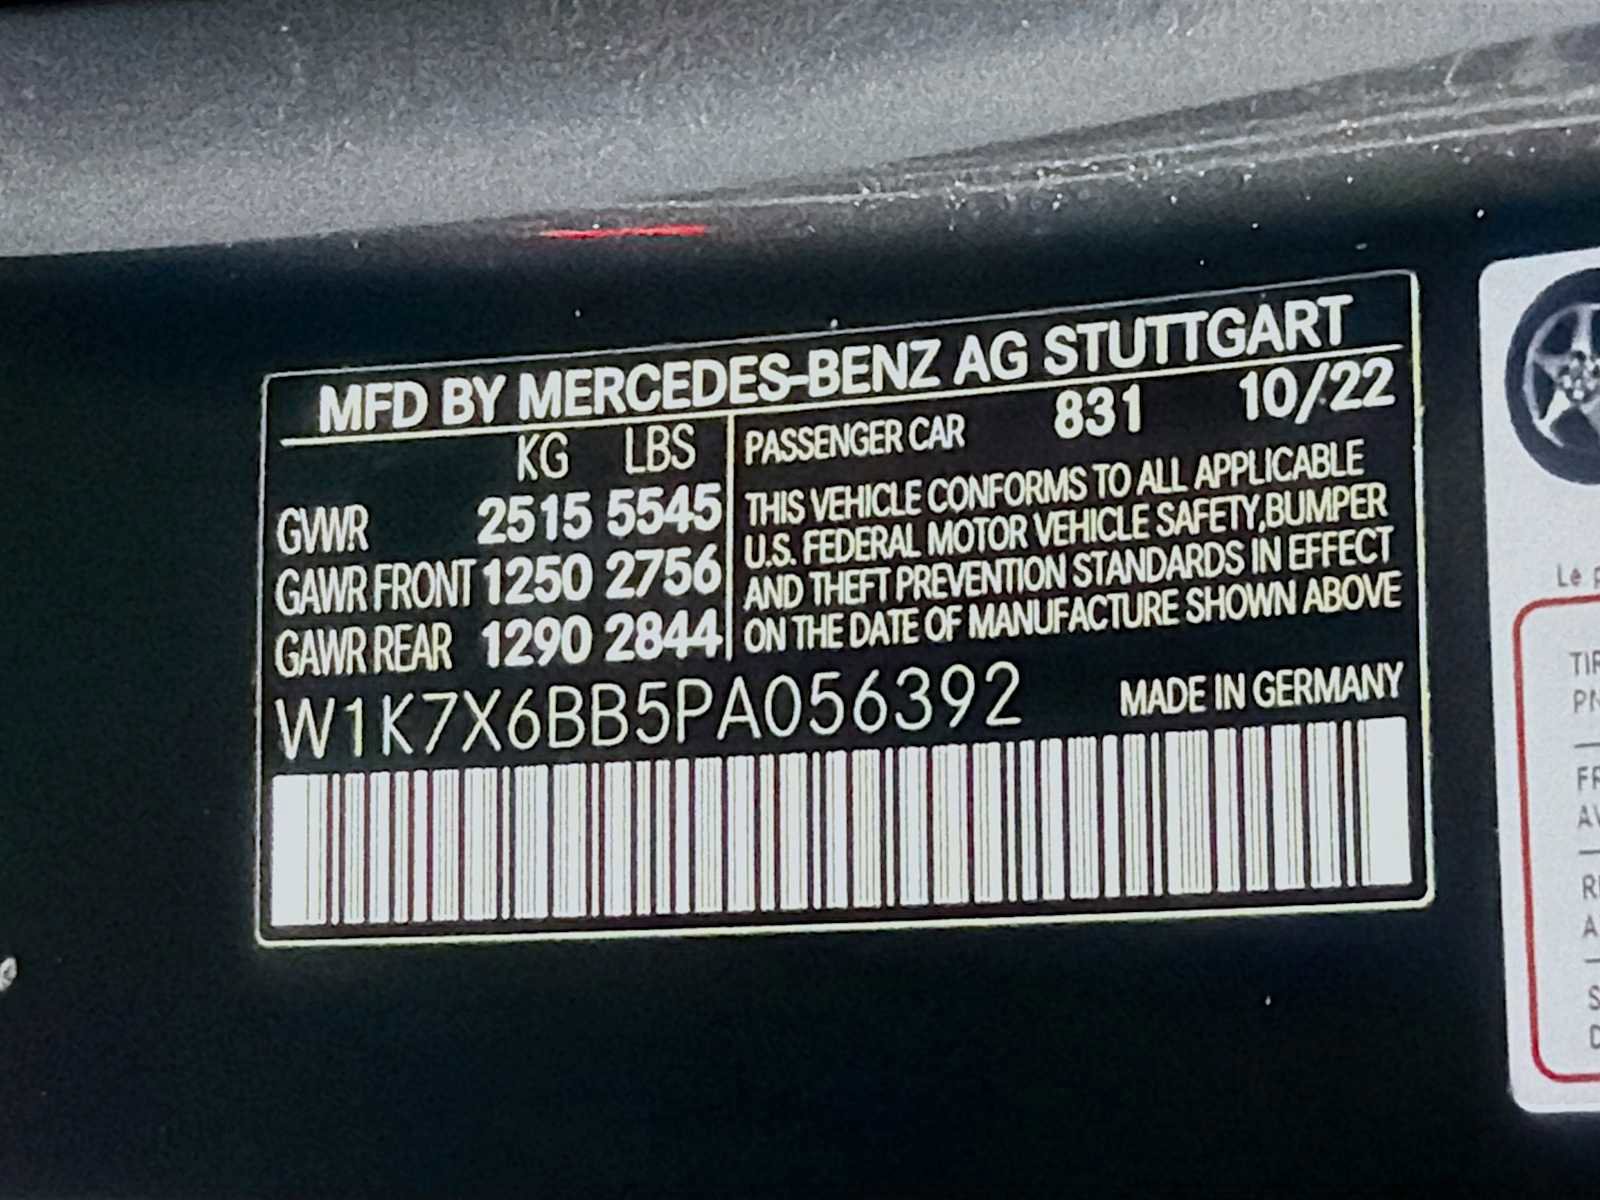 MFD BY MERCEDES-BENZ AG STUTTGART
KG LBS
GVWR 2515 5545
GAWR FRONT 1250 2756
GAWR REAR 1290 2844
PASSENGER CAR 831 10/22
THIS VEHICLE CONFORMS TO ALL APPLICABLE
U.S. FEDERAL MOTOR VEHICLE SAFETY,BUMPER
AND THEFT PREVENTION STANDARDS IN EFFECT
ON THE DATE OF MANUFACTURE SHOWN ABOVE
W1K7X6BB5PA056392
MADE IN GERMANY
Le